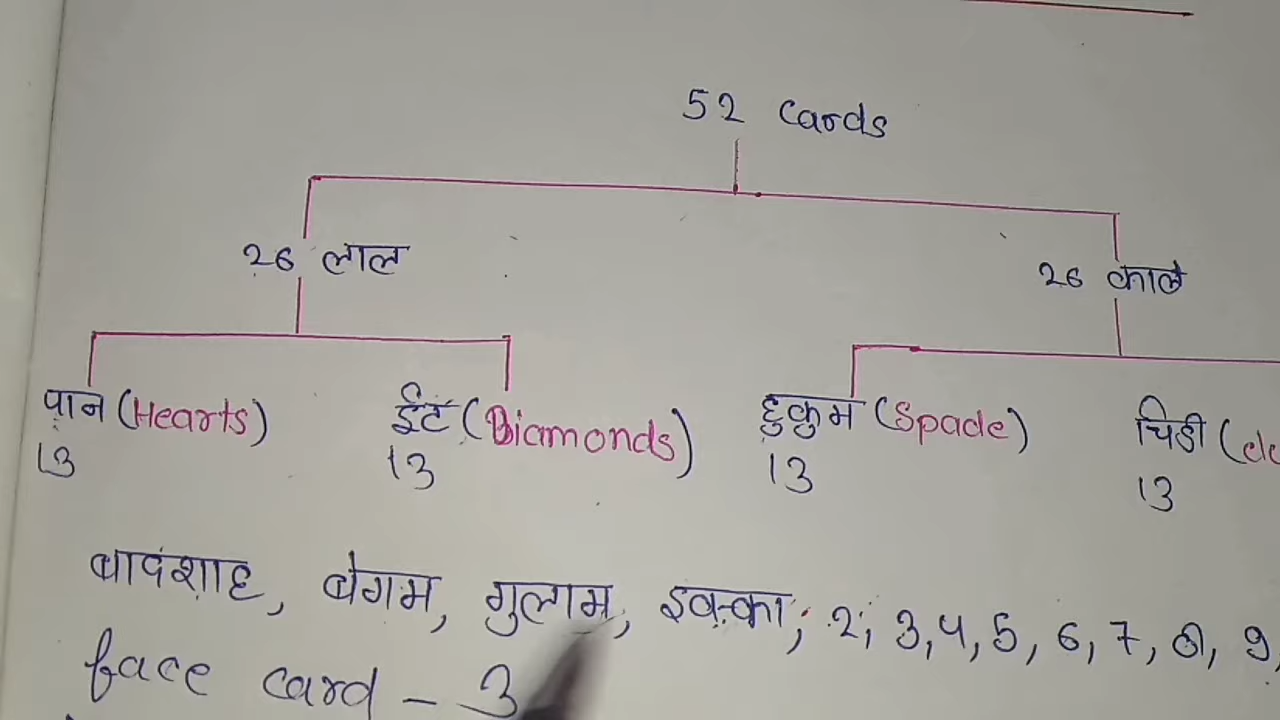 52 Cards
26 लाल 26 काले
पान (Hearts) ईट (Diamonds) हुकुम (Spade) चिडी (
13 13 13 13
बादशाह, बेगम, गुलाम, इक्का, 2, 3, 4, 5, 6, 7, 8, 9,
face card - 3